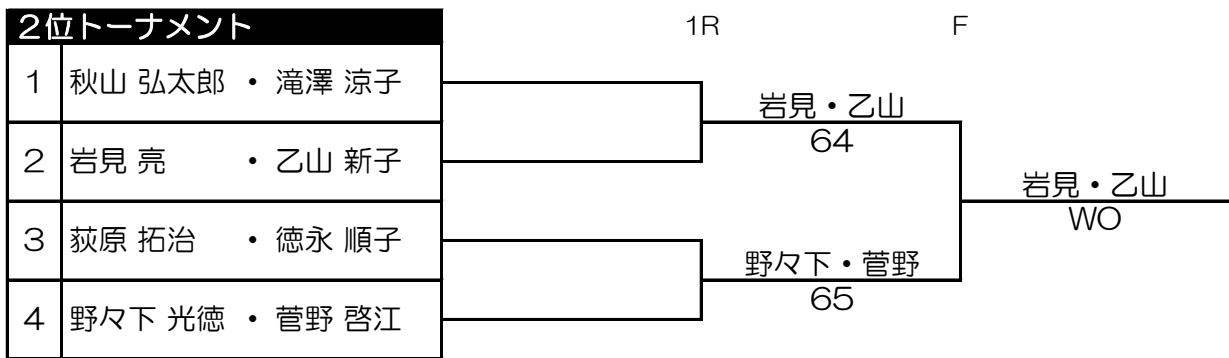 2位トーナメント 1R F
1 秋山 弘太郎 ・ 滝澤 涼子
岩見・乙山
64
2 岩見 亮 ・ 乙山 新子
岩見・乙山
WO
3 荻原 拓治 ・ 徳永 順子
野々下・菅野
65
4 野々下 光徳 ・ 菅野 啓江